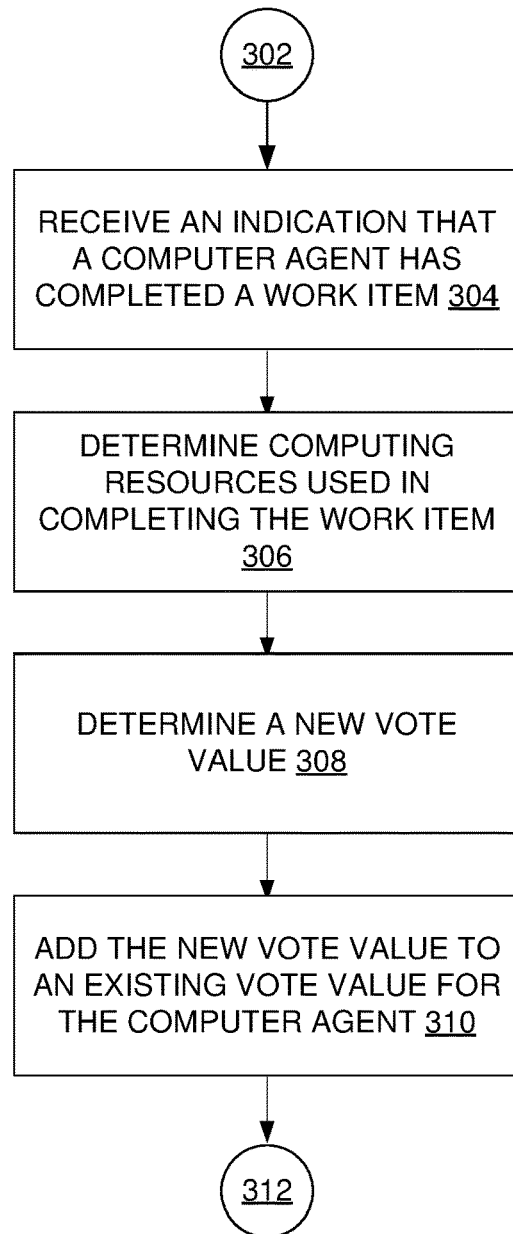 302
RECEIVE AN INDICATION THAT
A COMPUTER AGENT HAS
COMPLETED A WORK ITEM 304
DETERMINE COMPUTING
RESOURCES USED IN
COMPLETING THE WORK ITEM
306
DETERMINE A NEW VOTE
VALUE 308
ADD THE NEW VOTE VALUE TO
AN EXISTING VOTE VALUE FOR
THE COMPUTER AGENT 310
312